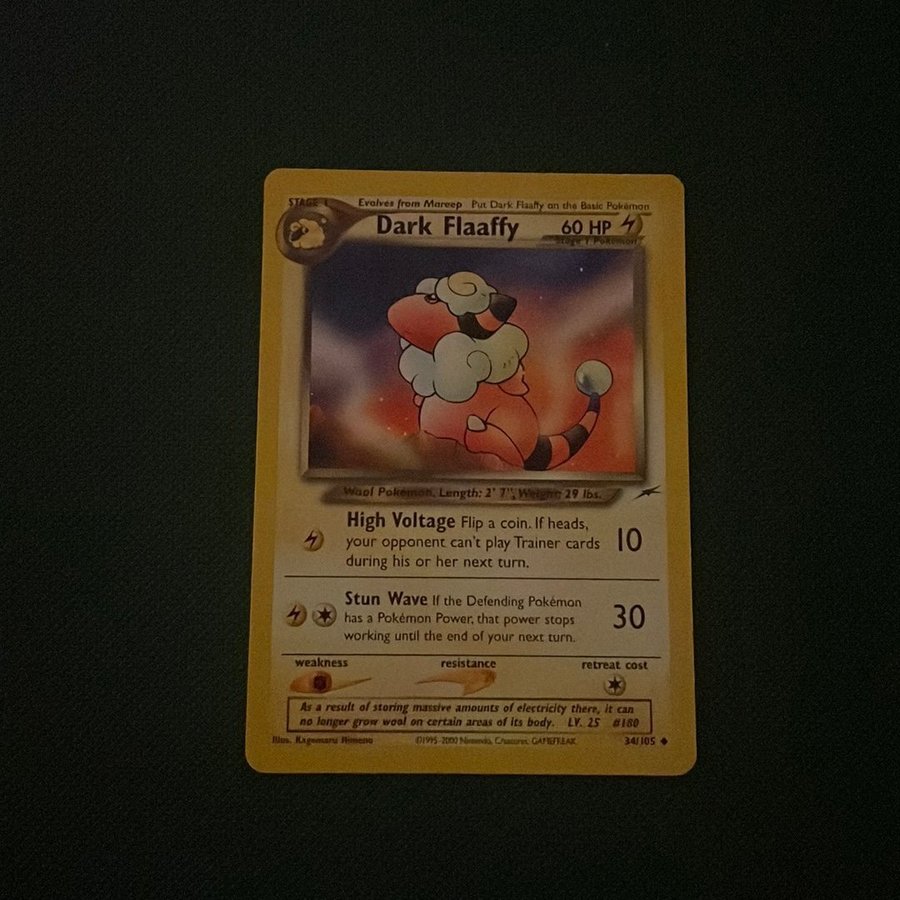 STAGE 1 Evolves from Mareep Put Dark Flaaffy on the Basic Pokémon
Dark Flaaffy 60 HP
Stage 1 Pokémon
Wool Pokémon. Length: 2' 7", Weight: 29 lbs.
High Voltage Flip a coin. If heads,
your opponent can't play Trainer cards
during his or her next turn.
10
Stun Wave If the Defending Pokémon
has a Pokémon Power, that power stops
working until the end of your next turn.
30
weakness resistance retreat cost
As a result of storing massive amounts of electricity there, it can
no longer grow wool on certain areas of its body. LV. 25 #180
Illus. Kagemaru Himeno ©1995-2000 Nintendo, Creatures, GAMEFREAK. 34/105